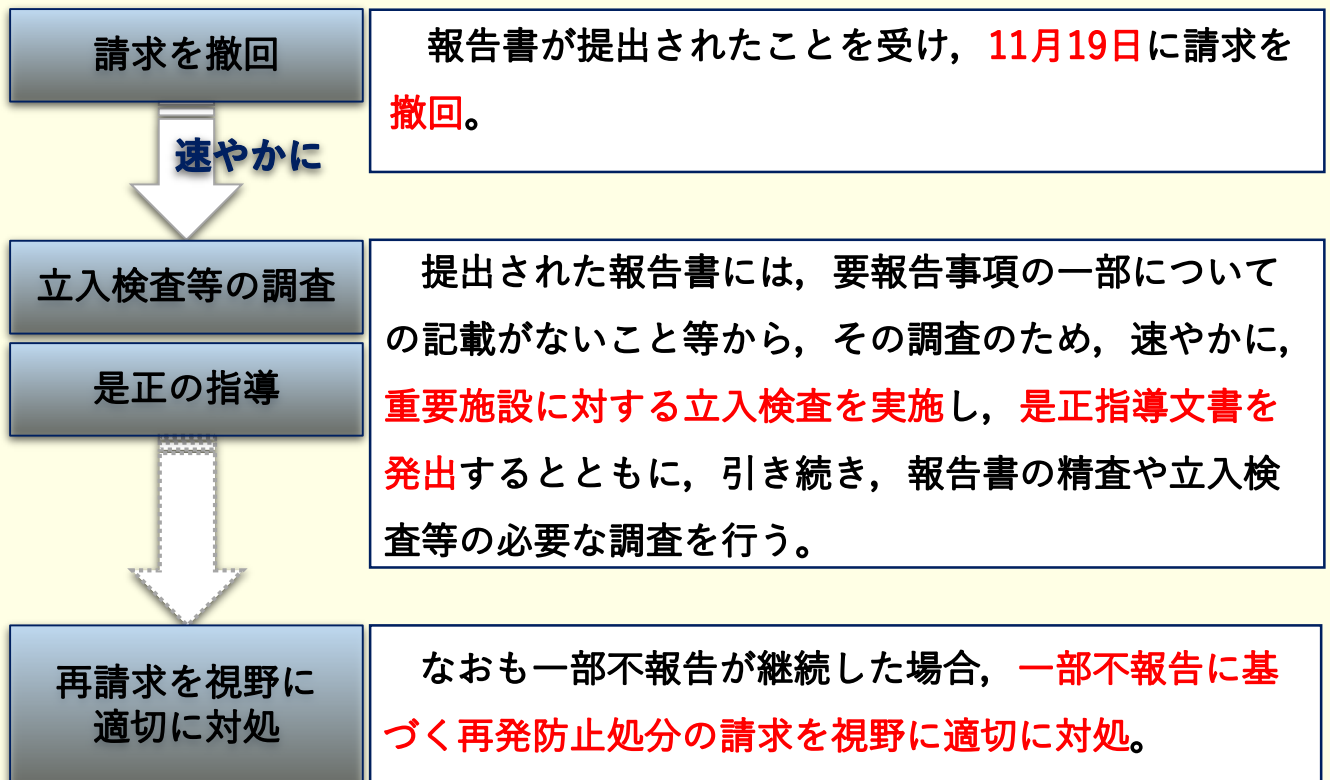 請求を撤回
報告書が提出されたことを受け，11月19日に請求を
撤回。
速やかに
立入検査等の調査
是正の指導
提出された報告書には，要報告事項の一部について
の記載がないこと等から，その調査のため，速やかに，
重要施設に対する立入検査を実施し，是正指導文書を
発出するとともに，引き続き，報告書の精査や立入検
査等の必要な調査を行う。
再請求を視野に
適切に対処
なおも一部不報告が継続した場合，一部不報告に基
づく再発防止処分の請求を視野に適切に対処。